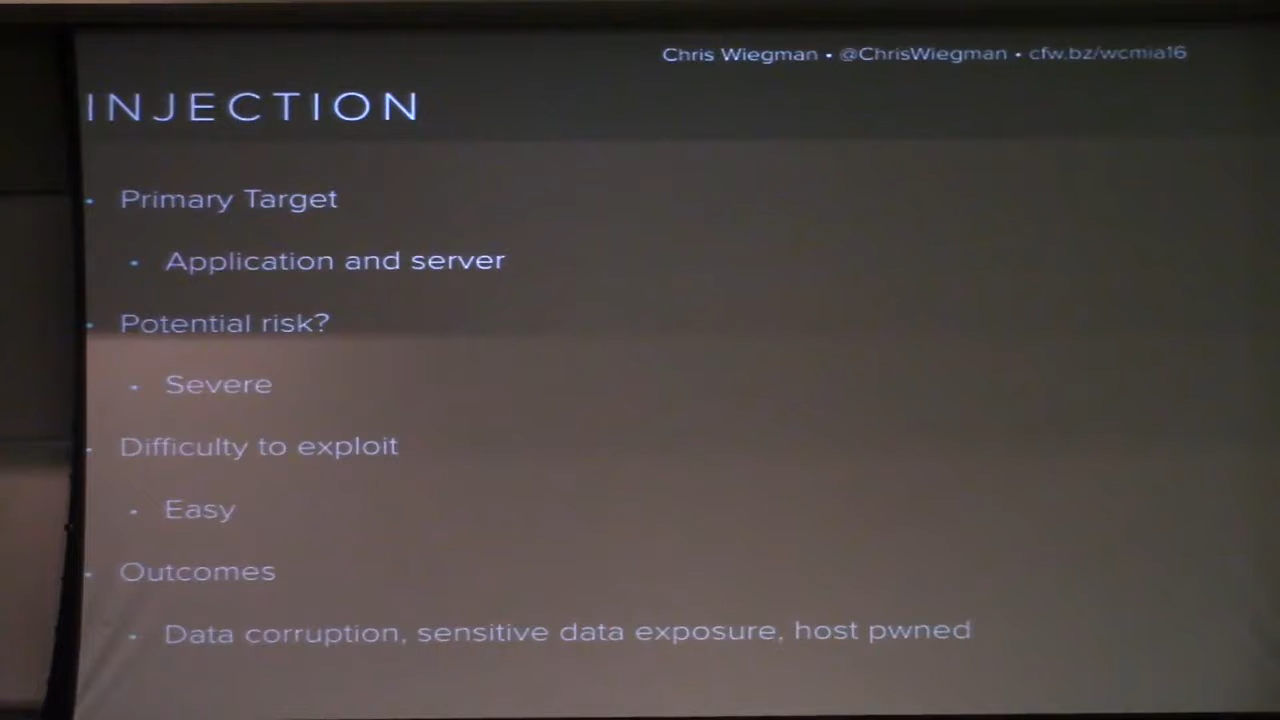 Chris Wiegman • @ChrisWiegman • cfw.bz/wcmia16
INJECTION
• Primary Target
• Application and server
• Potential risk?
• Severe
• Difficulty to exploit
• Easy
• Outcomes
• Data corruption, sensitive data exposure, host pwned